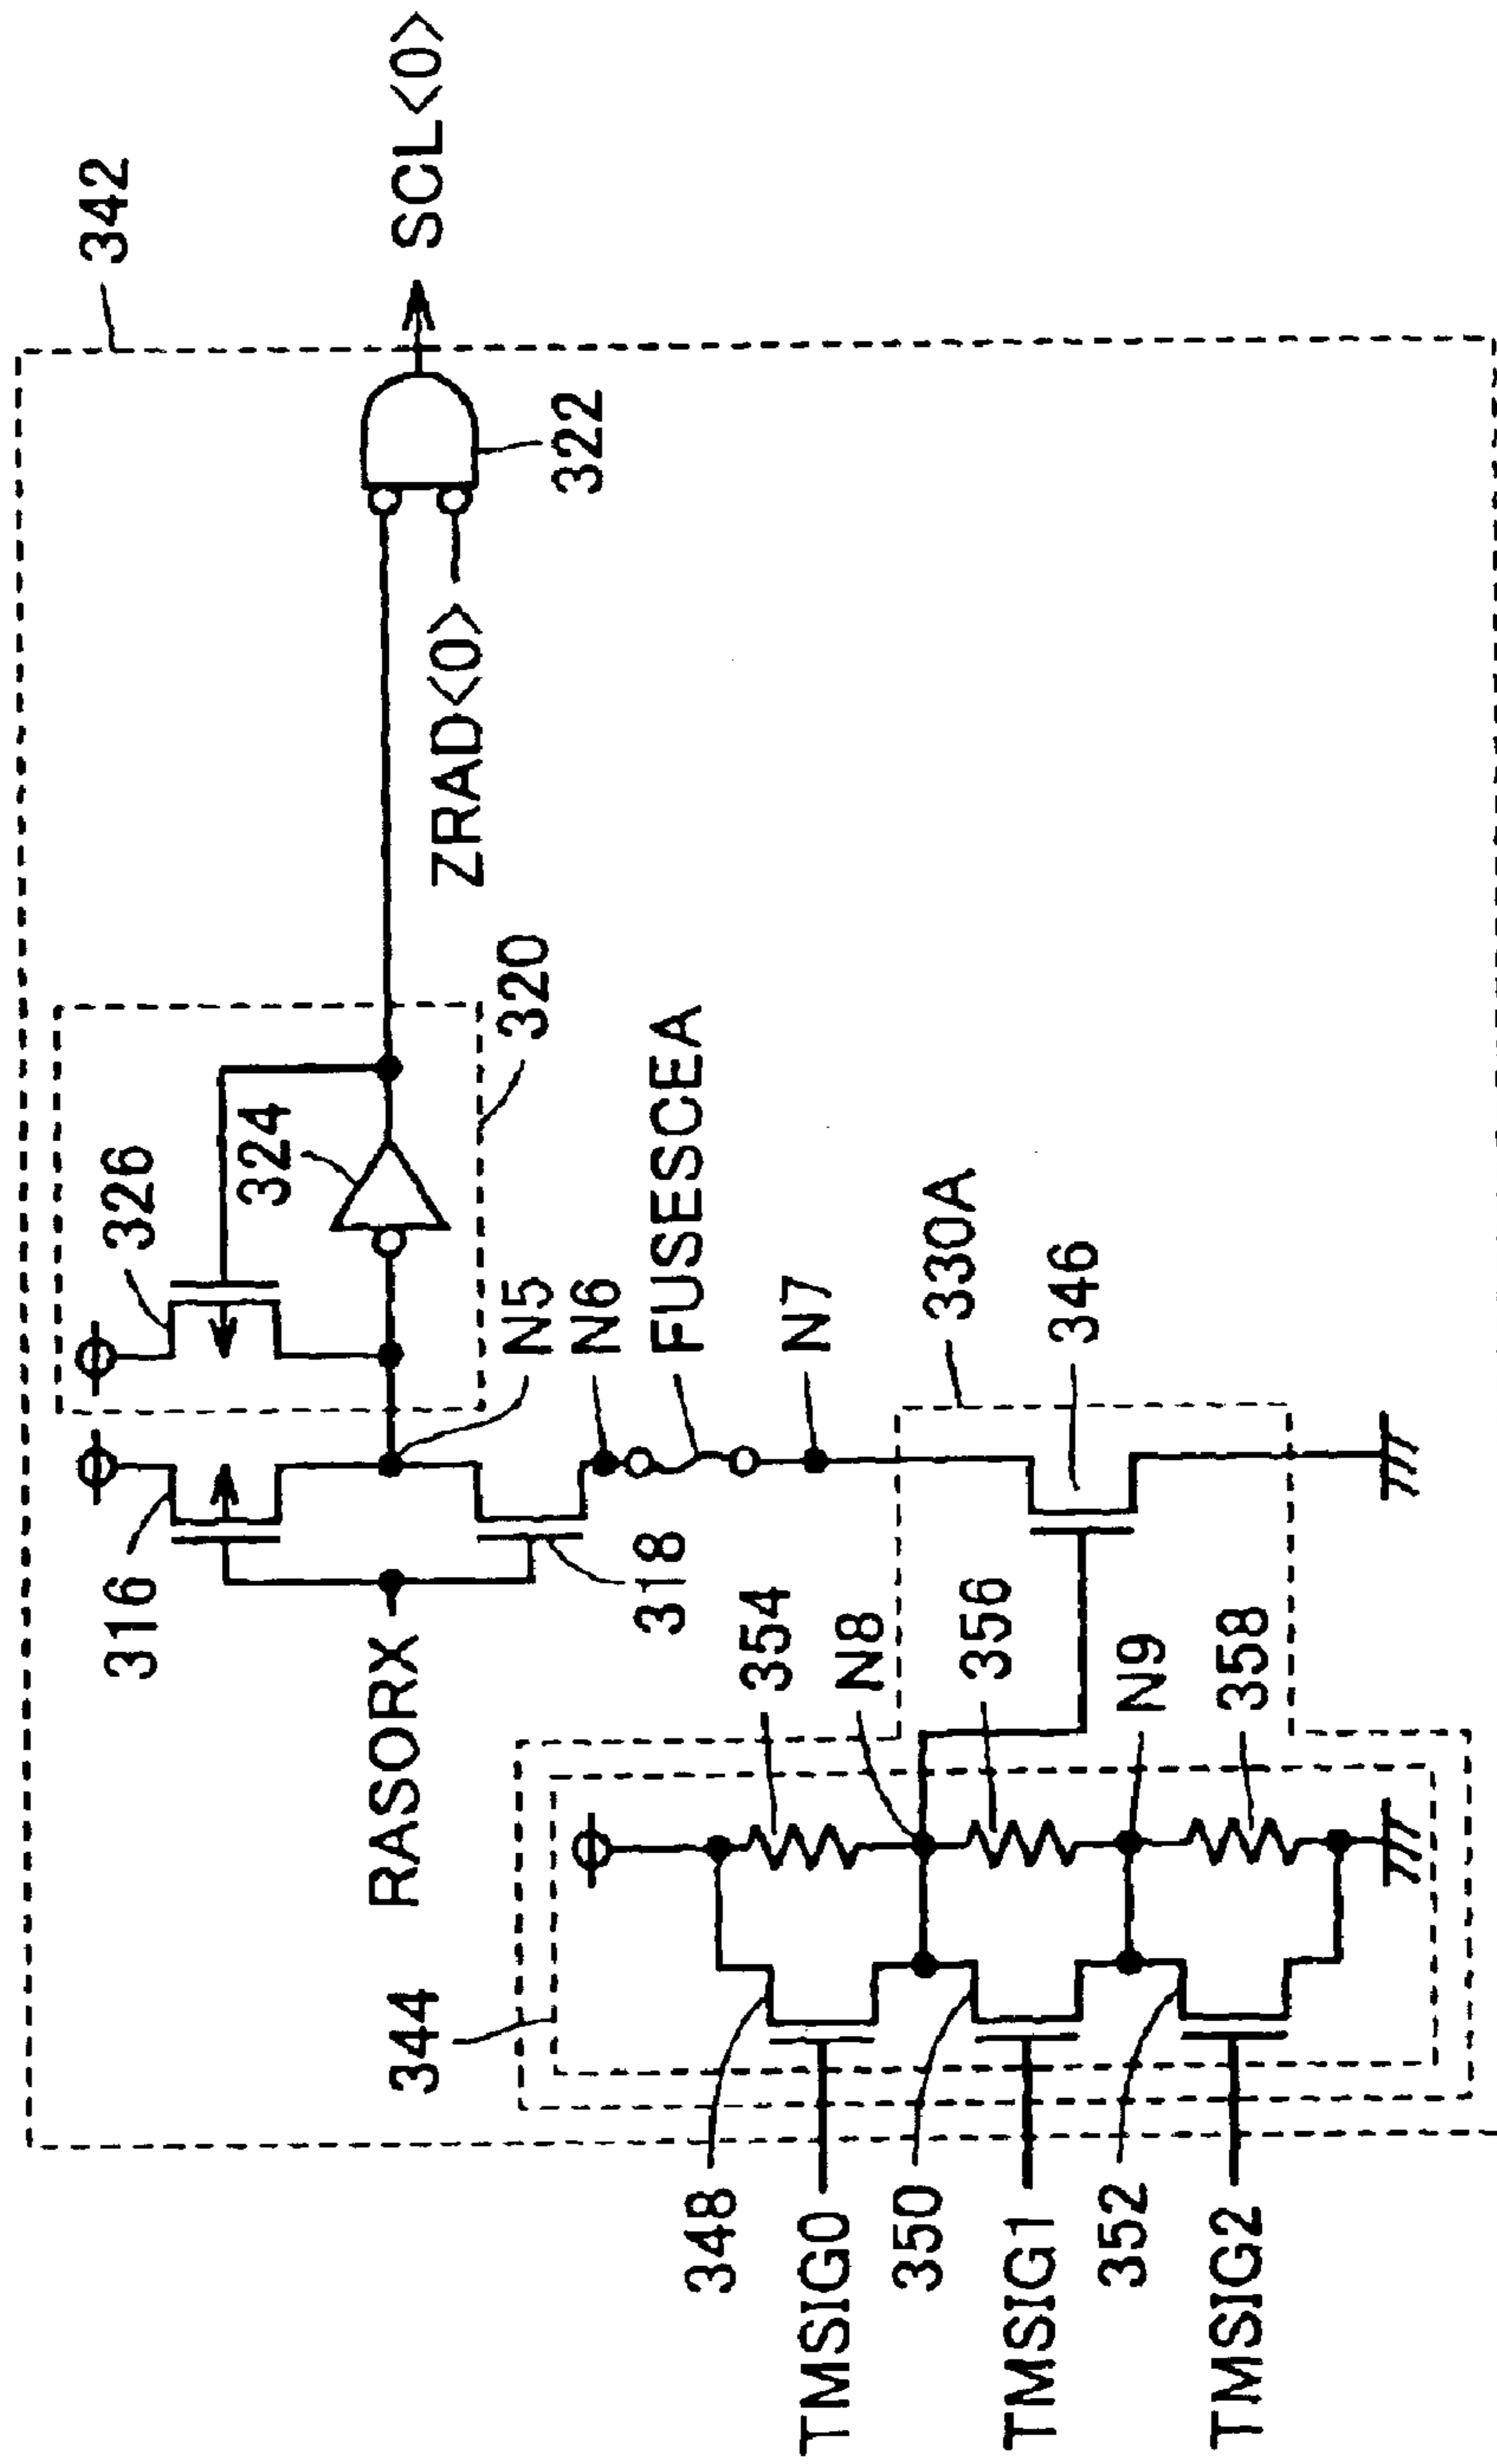 342
SCL<0>
316
326
324
RASORX
322
ZRAD<0>
320
N5
N6
318
FUSESCEA
344
354
N7
N8
330A
356
346
N9
358
348
TMSIG0
350
TMSIG1
352
TMSIG2